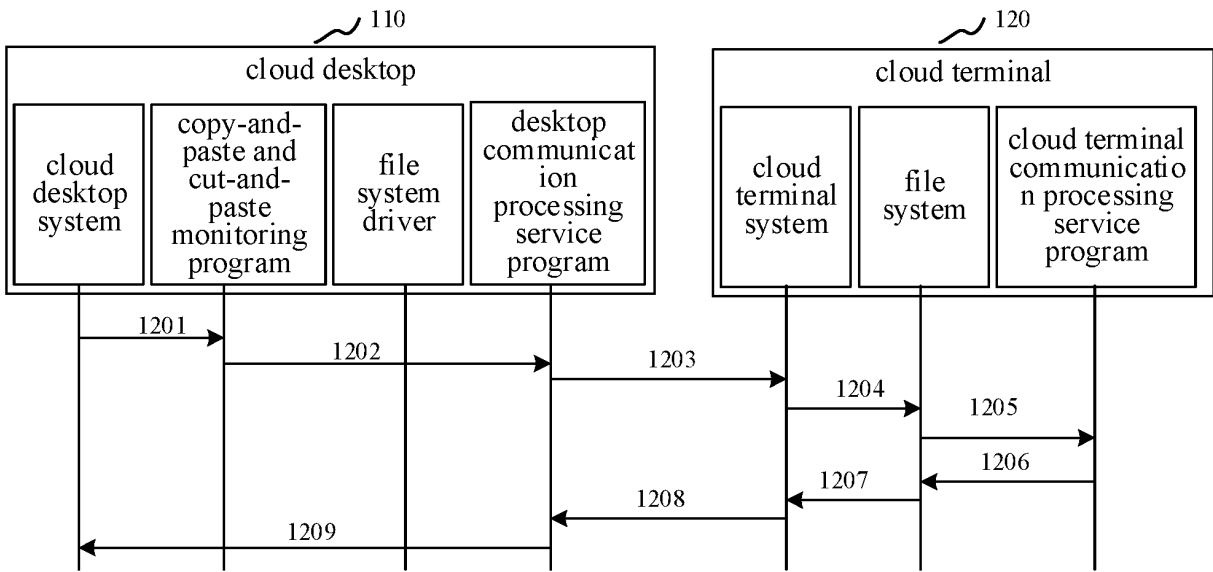 110
120
cloud desktop
cloud terminal
cloud
desktop
system
copy-and-
paste and
cut-and-
paste
monitoring
program
file
system
driver
desktop
communicat
ion
processing
service
program
cloud
terminal
system
file
system
cloud terminal
communicatio
n processing
service
program
1201
1202
1203
1204
1205
1206
1207
1208
1209